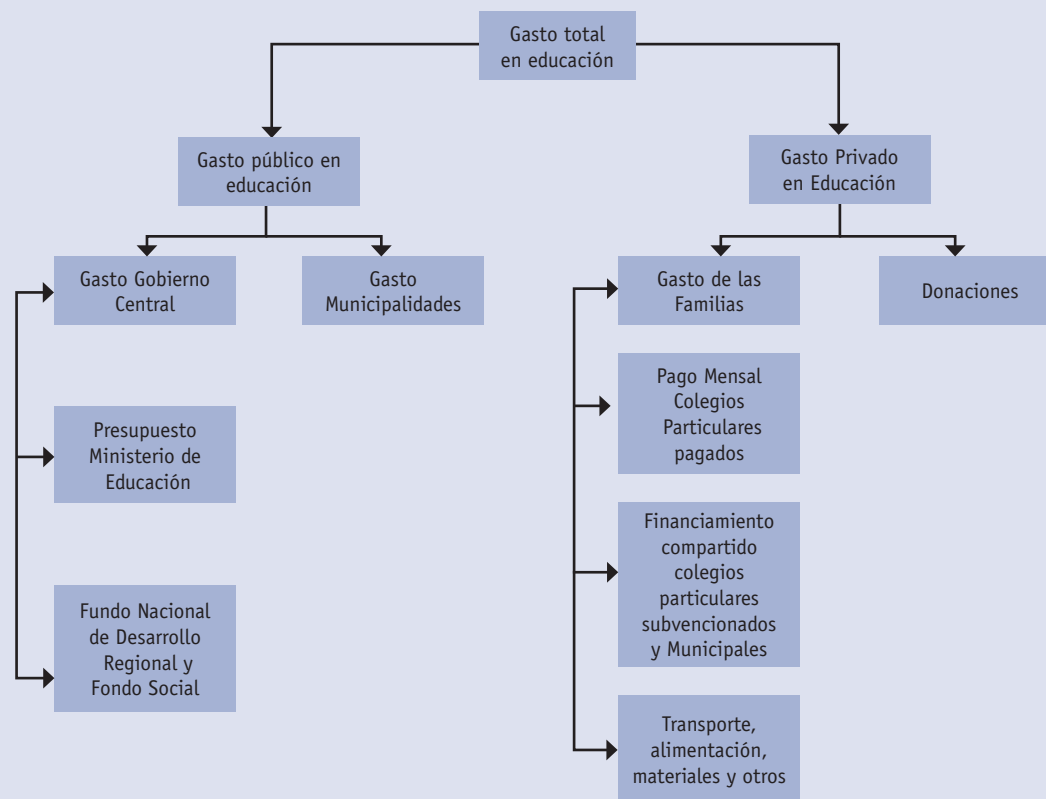 Gasto total
en educación
Gasto público en
educación
Gasto Privado
en Educación
Gasto Gobierno
Central
Gasto
Municipalidades
Gasto de las
Familias
Donaciones
Presupuesto
Ministerio de
Educación
Fundo Nacional
de Desarrollo
Regional y
Fondo Social
Pago Mensal
Colegios
Particulares
pagados
Financiamiento
compartido
colegios
particulares
subvencionados
y Municipales
Transporte,
alimentación,
materiales y otros